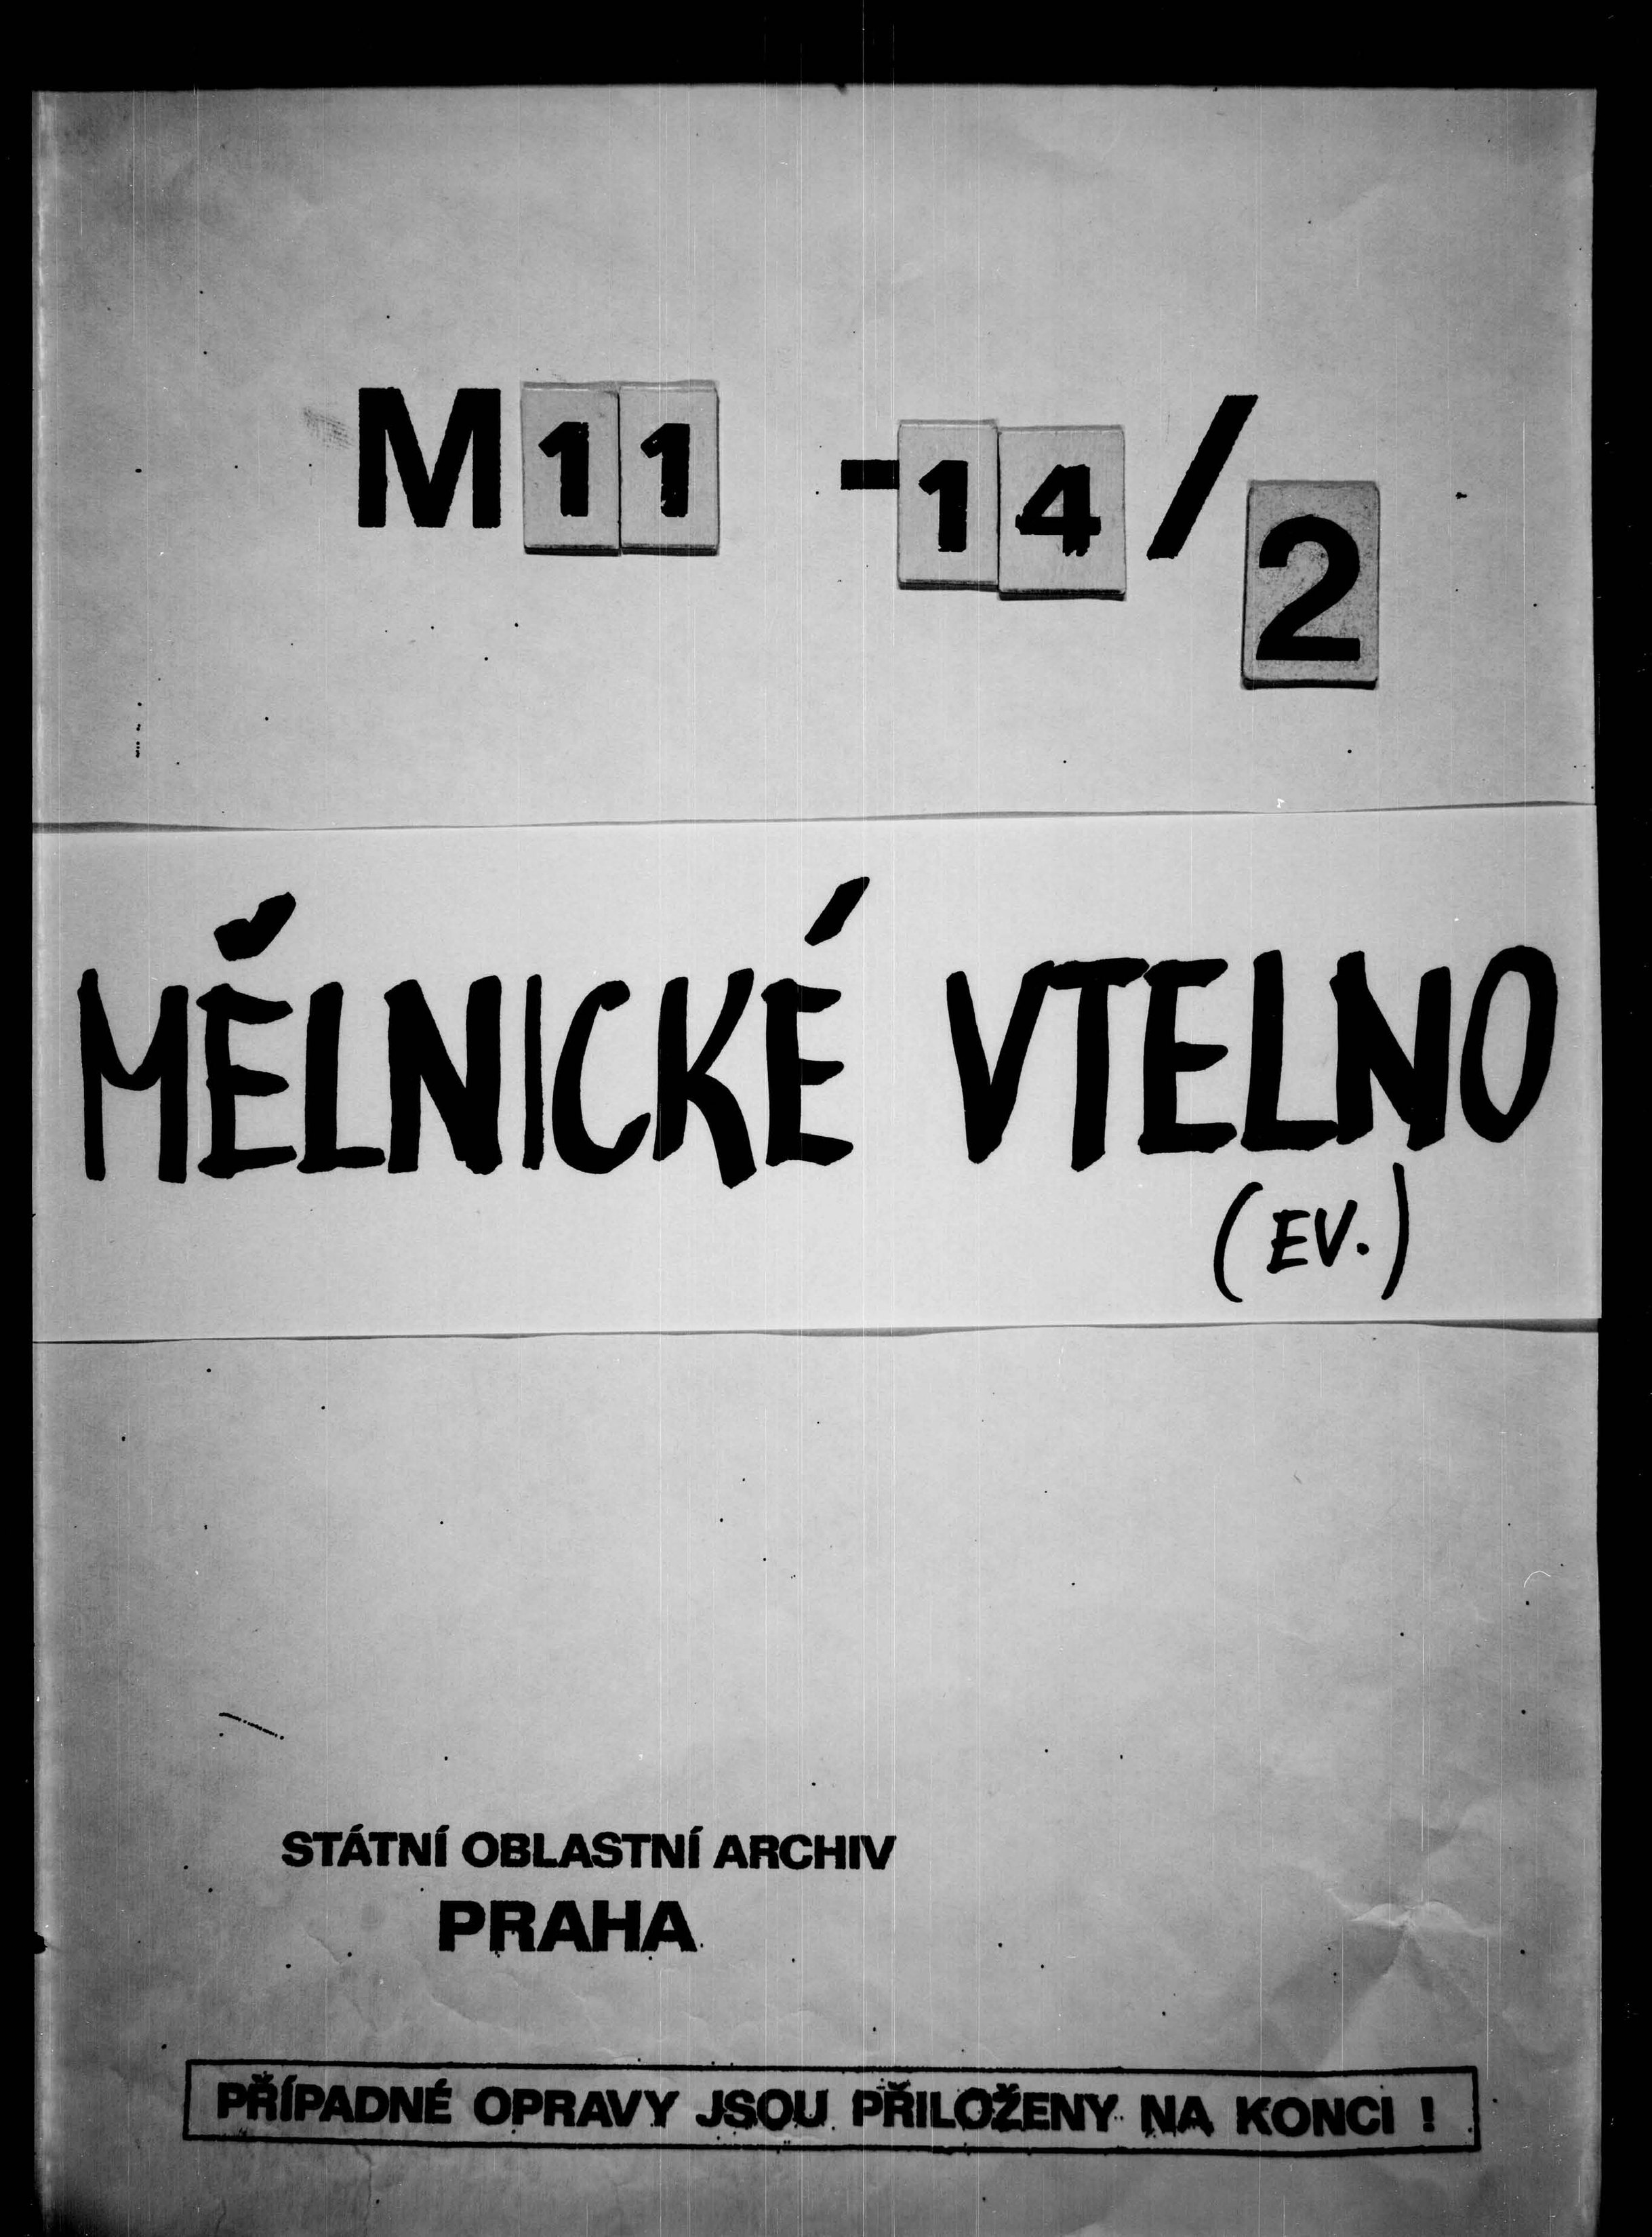 M11 -14/2
MĚLNICKÉ VTELNO
(EV.)
STÁTNÍ OBLASTNÍ ARCHIV
PRAHA
PŘÍPADNÉ OPRAVY JSOU PŘILOŽENY NA KONCI !